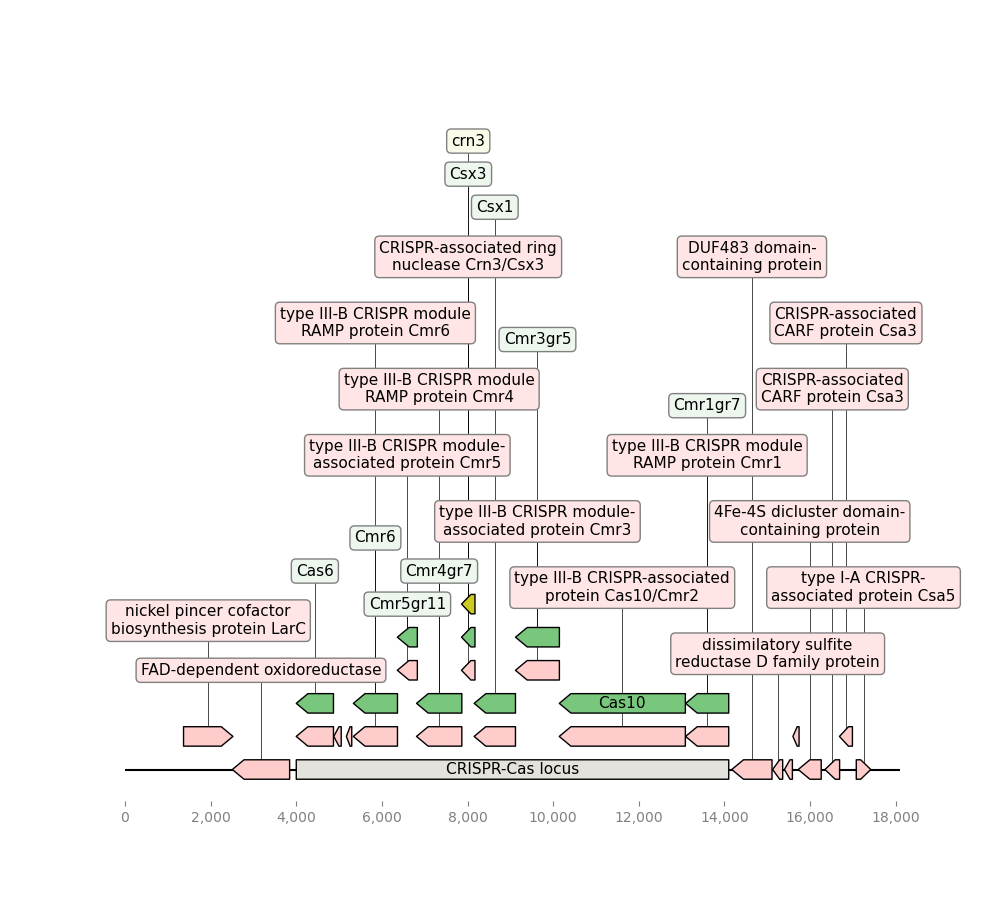 crn3
Csx3
Csx1
CRISPR-associated ring
nuclease Crn3/Csx3
DUF483 domain-
containing protein
type III-B CRISPR module
RAMP protein Cmr6
CRISPR-associated
CARF protein Csa3
Cmr3gr5
type III-B CRISPR module
RAMP protein Cmr4
CRISPR-associated
CARF protein Csa3
Cmr1gr7
type III-B CRISPR module-
associated protein Cmr5
type III-B CRISPR module
RAMP protein Cmr1
type III-B CRISPR module-
associated protein Cmr3
4Fe-4S dicluster domain-
containing protein
Cmr6
Cas6
Cmr4gr7
type III-B CRISPR-associated
protein Cas10/Cmr2
type I-A CRISPR-
associated protein Csa5
Cmr5gr11
nickel pincer cofactor
biosynthesis protein LarC
dissimilatory sulfite
reductase D family protein
FAD-dependent oxidoreductase
Cas10
CRISPR-Cas locus
0 2,000 4,000 6,000 8,000 10,000 12,000 14,000 16,000 18,000